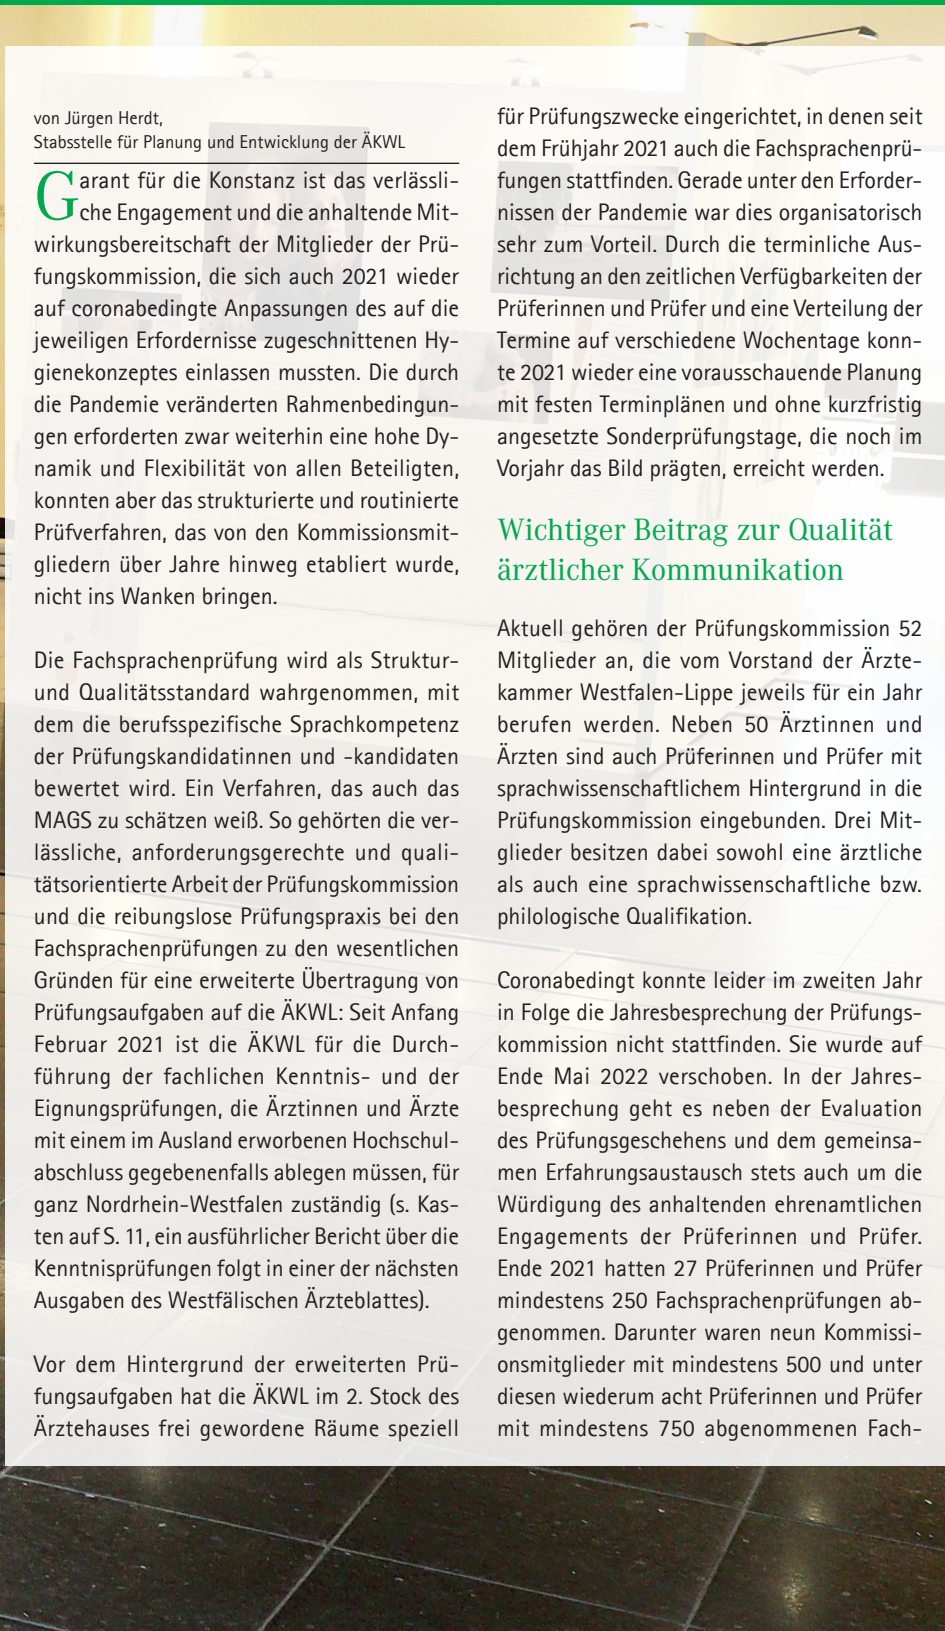 von Jürgen Herdt,
Stabsstelle für Planung und Entwicklung der ÄKWL
Garant für die Konstanz ist das verlässli-
che Engagement und die anhaltende Mit-
wirkungsbereitschaft der Mitglieder der Prü-
fungskommission, die sich auch 2021 wieder
auf coronabedingte Anpassungen des auf die
jeweiligen Erfordernisse zugeschnittenen Hy-
gienekonzeptes einlassen mussten. Die durch
die Pandemie veränderten Rahmenbedingun-
gen erforderten zwar weiterhin eine hohe Dy-
namik und Flexibilität von allen Beteiligten,
konnten aber das strukturierte und routinierte
Prüfverfahren, das von den Kommissionsmit-
gliedern über Jahre hinweg etabliert wurde,
nicht ins Wanken bringen.
Die Fachsprachenprüfung wird als Struktur-
und Qualitätsstandard wahrgenommen, mit
dem die berufsspezifische Sprachkompetenz
der Prüfungskandidatinnen und -kandidaten
bewertet wird. Ein Verfahren, das auch das
MAGS zu schätzen weiß. So gehörten die ver-
lässliche, anforderungsgerechte und quali-
tätsorientierte Arbeit der Prüfungskommission
und die reibungslose Prüfungspraxis bei den
Fachsprachenprüfungen zu den wesentlichen
Gründen für eine erweiterte Übertragung von
Prüfungsaufgaben auf die ÄKWL: Seit Anfang
Februar 2021 ist die ÄKWL für die Durch-
führung der fachlichen Kenntnis- und der
Eignungsprüfungen, die Ärztinnen und Ärzte
mit einem im Ausland erworbenen Hochschul-
abschluss gegebenenfalls ablegen müssen, für
ganz Nordrhein-Westfalen zuständig (s. Kas-
ten auf S. 11, ein ausführlicher Bericht über die
Kenntnisprüfungen folgt in einer der nächsten
Ausgaben des Westfälischen Ärzteblattes).
Vor dem Hintergrund der erweiterten Prü-
fungsaufgaben hat die ÄKWL im 2. Stock des
Ärztehauses frei gewordene Räume speziell
für Prüfungszwecke eingerichtet, in denen seit
dem Frühjahr 2021 auch die Fachsprachenprü-
fungen stattfinden. Gerade unter den Erforder-
nissen der Pandemie war dies organisatorisch
sehr zum Vorteil. Durch die terminliche Aus-
richtung an den zeitlichen Verfügbarkeiten der
Prüferinnen und Prüfer und eine Verteilung der
Termine auf verschiedene Wochentage konn-
te 2021 wieder eine vorausschauende Planung
mit festen Terminplänen und ohne kurzfristig
angesetzte Sonderprüfungstage, die noch im
Vorjahr das Bild prägten, erreicht werden.
Wichtiger Beitrag zur Qualität
ärztlicher Kommunikation
Aktuell gehören der Prüfungskommission 52
Mitglieder an, die vom Vorstand der Ärzte-
kammer Westfalen-Lippe jeweils für ein Jahr
berufen werden. Neben 50 Ärztinnen und
Ärzten sind auch Prüferinnen und Prüfer mit
sprachwissenschaftlichem Hintergrund in die
Prüfungskommission eingebunden. Drei Mit-
glieder besitzen dabei sowohl eine ärztliche
als auch eine sprachwissenschaftliche bzw.
philologische Qualifikation.
Coronabedingt konnte leider im zweiten Jahr
in Folge die Jahresbesprechung der Prüfungs-
kommission nicht stattfinden. Sie wurde auf
Ende Mai 2022 verschoben. In der Jahres-
besprechung geht es neben der Evaluation
des Prüfungsgeschehens und dem gemeinsa-
men Erfahrungsaustausch stets auch um die
Würdigung des anhaltenden ehrenamtlichen
Engagements der Prüferinnen und Prüfer.
Ende 2021 hatten 27 Prüferinnen und Prüfer
mindestens 250 Fachsprachenprüfungen ab-
genommen. Darunter waren neun Kommissi-
onsmitglieder mit mindestens 500 und unter
diesen wiederum acht Prüferinnen und Prüfer
mit mindestens 750 abgenommenen Fach-